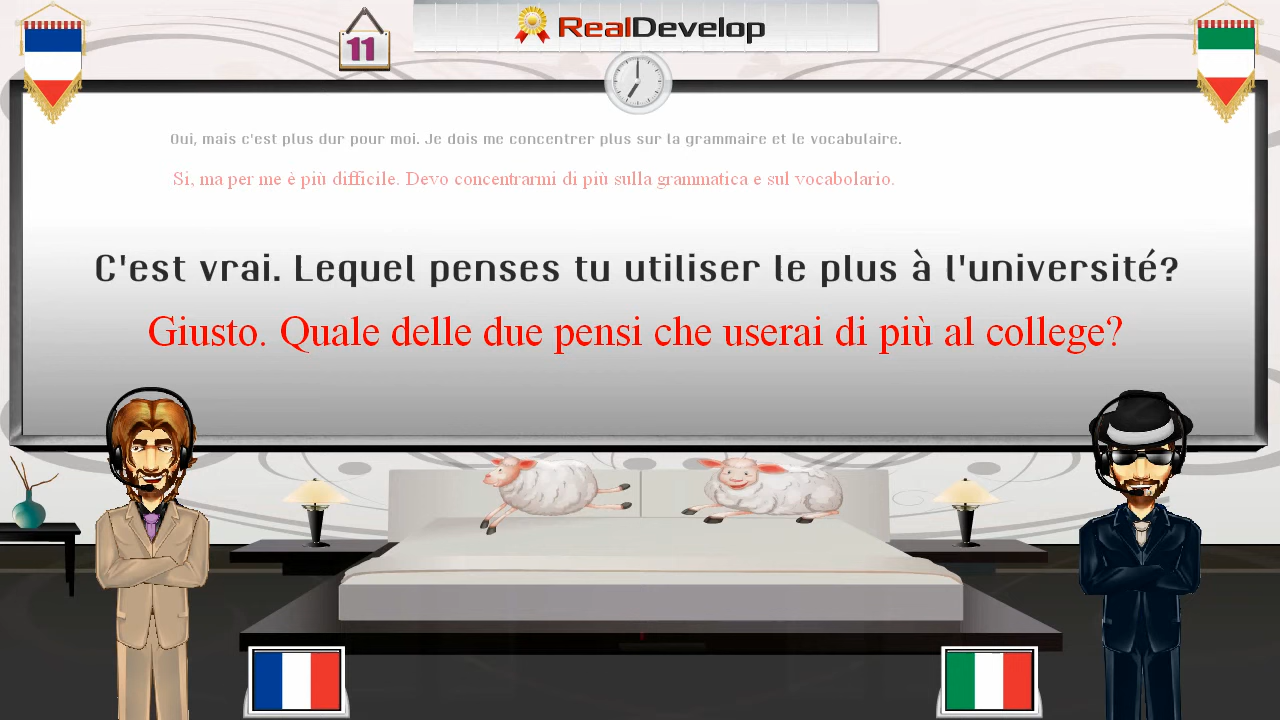 RealDevelop
11
Oui, mais c'est plus dur pour moi. Je dois me concentrer plus sur la grammaire et le vocabulaire.
Si, ma per me è più difficile. Devo concentrarmi di più sulla grammatica e sul vocabolario.
C'est vrai. Lequel penses tu utiliser le plus à l'université?
Giusto. Quale delle due pensi che userai di più al college?